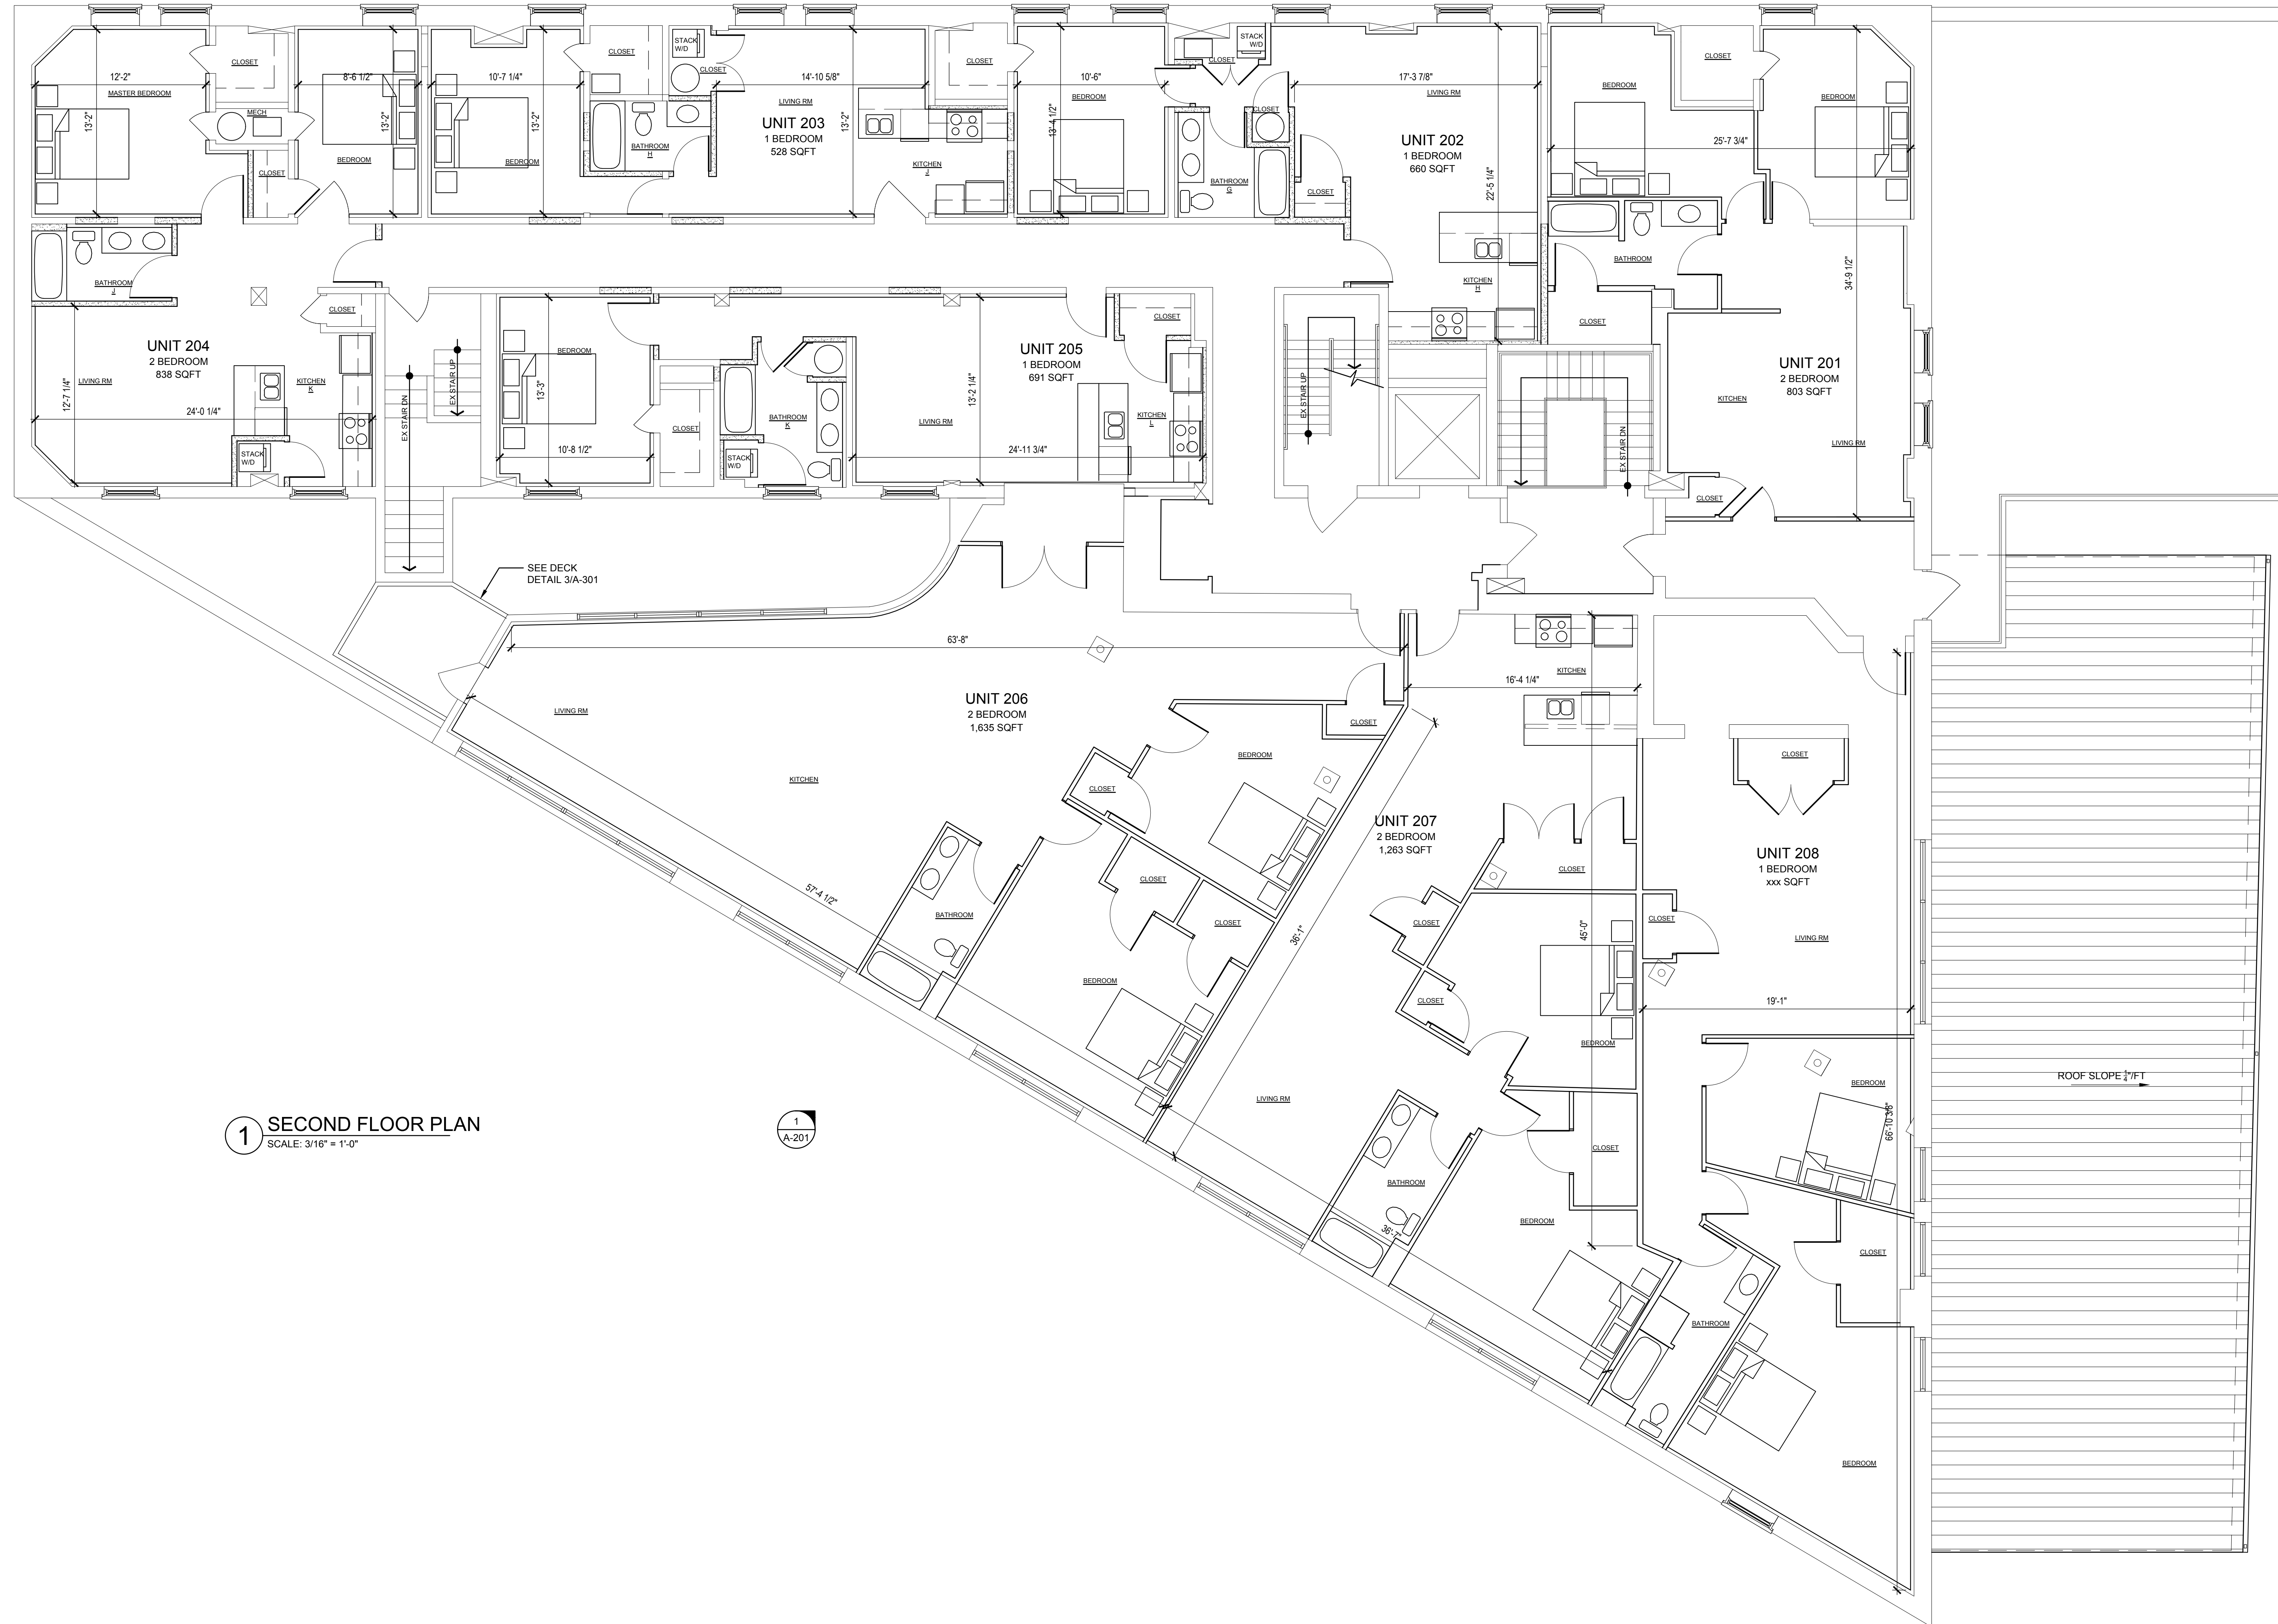 12'-2"
MASTER BEDROOM
13'-2"
CLOSET
MECH
CLOSET
8'-6 1/2"
13'-2"
BEDROOM
10'-7 1/4"
13'-2"
BEDROOM
CLOSET
BATHROOM
H
STACK
W/D
CLOSET
14'-10 5/8"
LIVING RM
UNIT 203
1 BEDROOM
528 SQFT
13'-2"
CLOSET
KITCHEN
J
10'-6"
BEDROOM
13'-4 1/2"
STACK
W/D
CLOSET
CLOSET
BATHROOM
G
CLOSET
17'-3 7/8"
LIVING RM
UNIT 202
1 BEDROOM
660 SQFT
22'-5 1/4"
KITCHEN
H
BEDROOM
CLOSET
BEDROOM
25'-7 3/4"
BATHROOM
CLOSET
34'-9 1/2"
UNIT 201
2 BEDROOM
803 SQFT
KITCHEN
LIVING RM
CLOSET
BATHROOM
J
CLOSET
UNIT 204
2 BEDROOM
838 SQFT
LIVING RM
KITCHEN
K
12'-7 1/4"
24'-0 1/4"
STACK
W/D
EX STAIR DN
EX STAIR UP
BEDROOM
13'-3"
10'-8 1/2"
CLOSET
BATHROOM
K
STACK
W/D
UNIT 205
1 BEDROOM
691 SQFT
13'-2 1/4"
LIVING RM
24'-11 3/4"
CLOSET
KITCHEN
L
EX STAIR UP
EX STAIR DN
SEE DECK
DETAIL 3/A-301
63'-8"
UNIT 206
2 BEDROOM
1,635 SQFT
LIVING RM
KITCHEN
57'-4 1/2"
BATHROOM
CLOSET
BEDROOM
CLOSET
CLOSET
CLOSET
BEDROOM
16'-4 1/4"
KITCHEN
UNIT 207
2 BEDROOM
1,263 SQFT
36'-1"
CLOSET
CLOSET
CLOSET
45'-0"
BEDROOM
LIVING RM
BATHROOM
CLOSET
BEDROOM
36'-7"
CLOSET
UNIT 208
1 BEDROOM
xxx SQFT
CLOSET
LIVING RM
19'-1"
BEDROOM
66'-10 3/8"
CLOSET
BATHROOM
BEDROOM
ROOF SLOPE 1/4"/FT
1
SECOND FLOOR PLAN
SCALE: 3/16" = 1'-0"
1
A-201